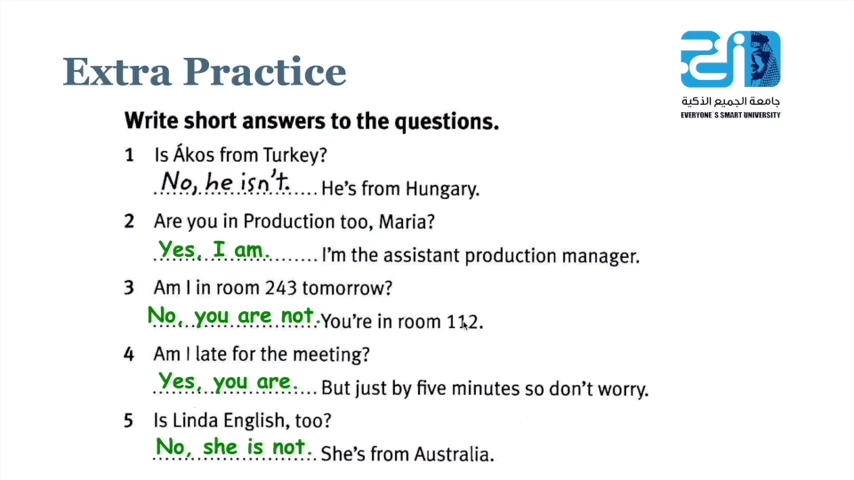 Extra Practice
جامعة الجميع الذكية
EVERYONE`S SMART UNIVERSITY
Write short answers to the questions.
1 Is Ákos from Turkey?
No, he isn't. He's from Hungary.
2 Are you in Production too, Maria?
Yes, I am. I'm the assistant production manager.
3 Am I in room 243 tomorrow?
No, you are not. You're in room 112.
4 Am I late for the meeting?
Yes, you are. But just by five minutes so don't worry.
5 Is Linda English, too?
No, she is not. She's from Australia.